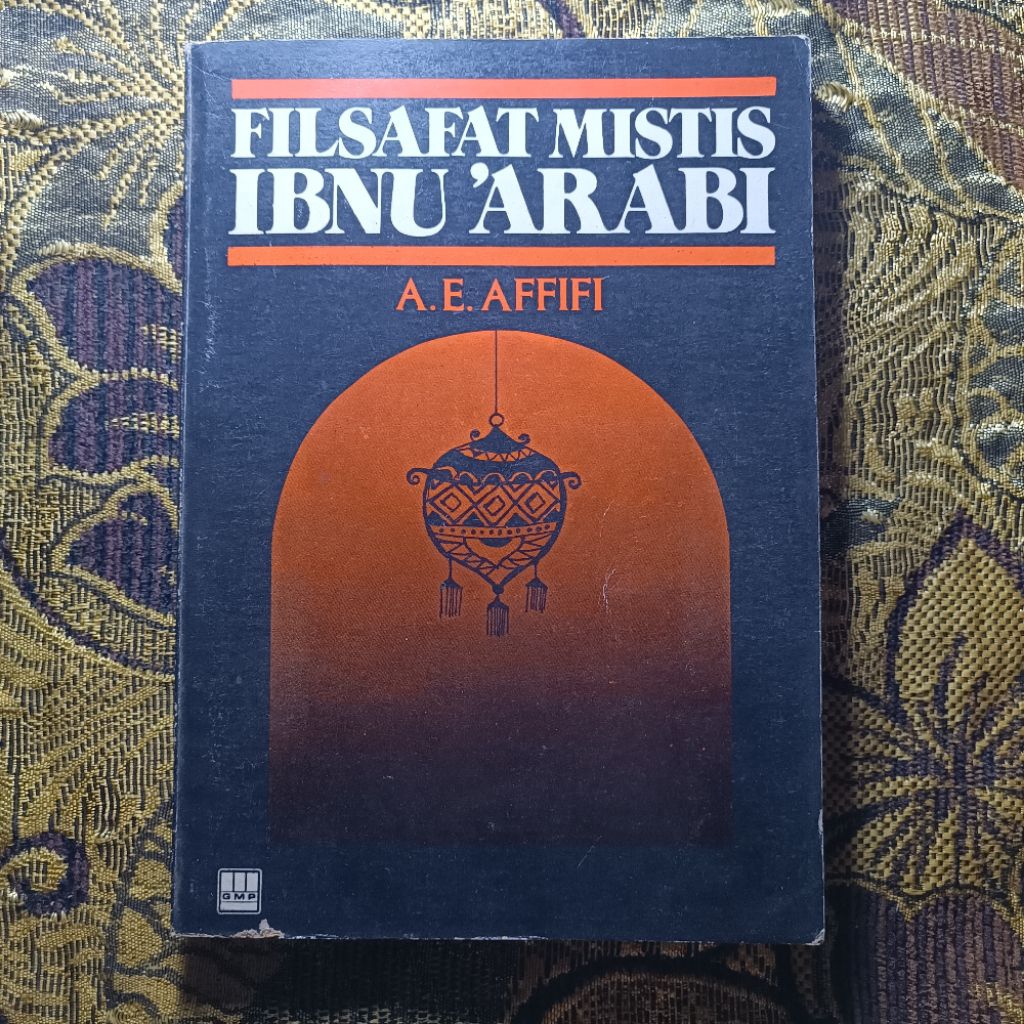 FILSAFAT MISTIS
IBNU 'ARABI
A. E. AFFIFI
GMP